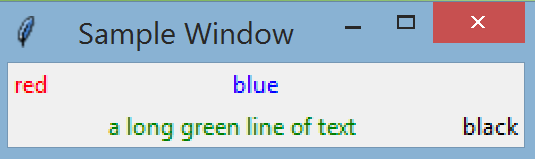 Sample Window
red blue
a long green line of text black